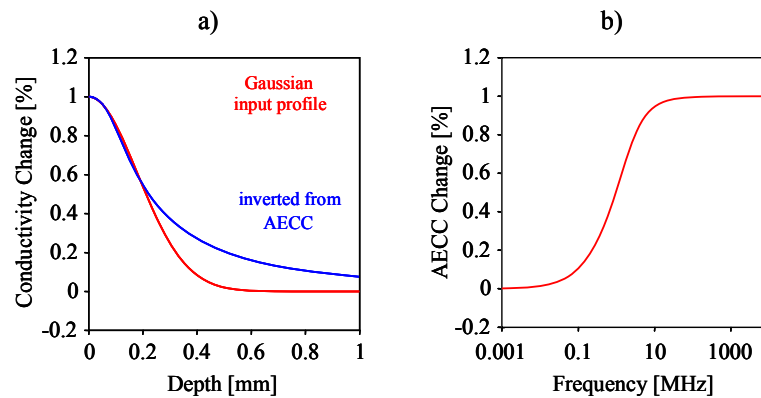 a)
Conductivity Change [%]
1.2
1
0.8
0.6
0.4
0.2
0
-0.2
Gaussian
input profile
inverted from
AECC
0
0.2
0.4
0.6
0.8
1
Depth [mm]
b)
AECC Change [%]
1.2
1
0.8
0.6
0.4
0.2
0
-0.2
0.001
0.1
10
1000
Frequency [MHz]